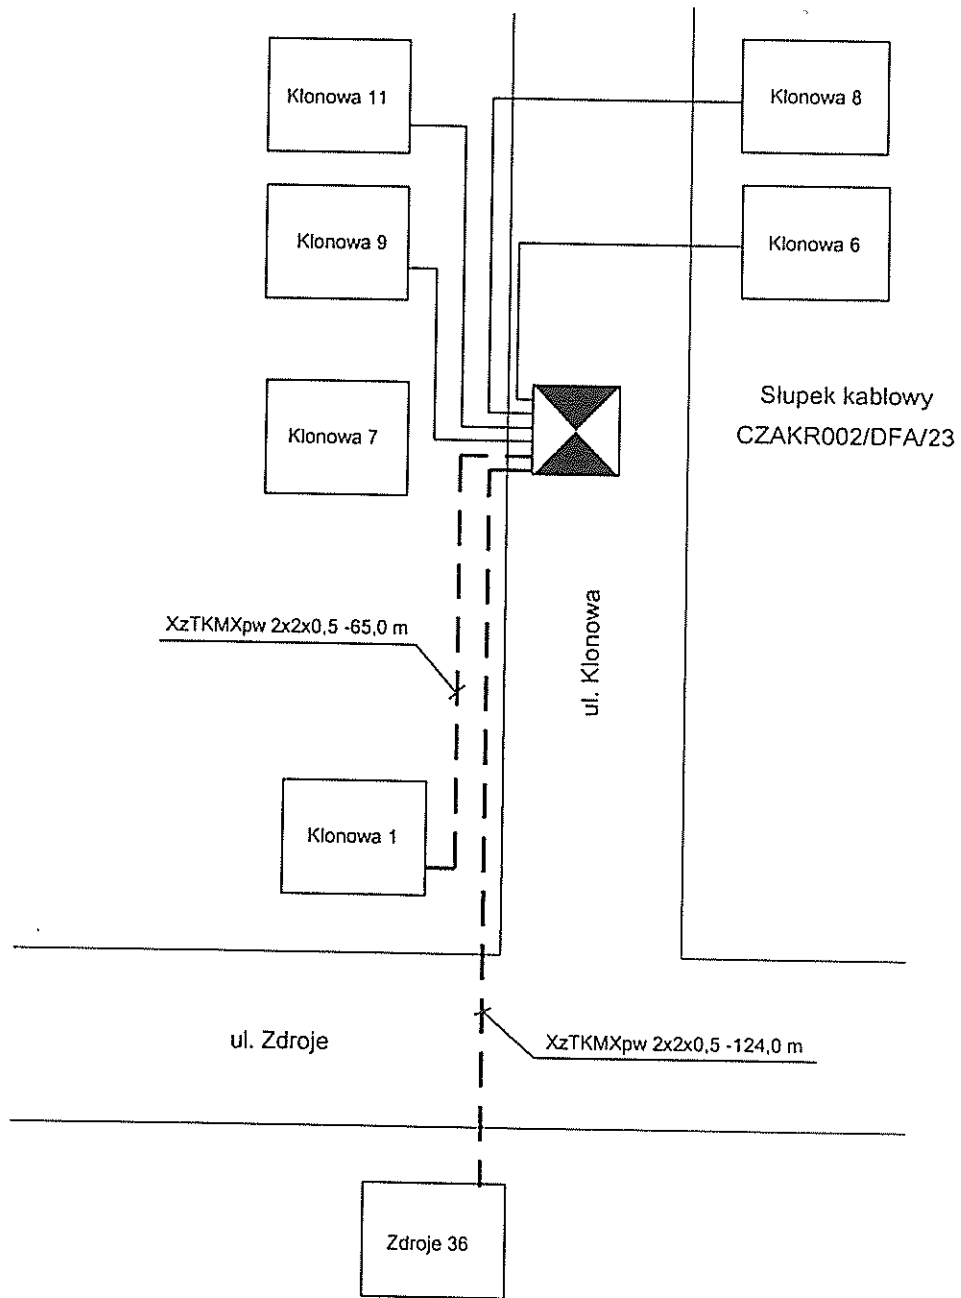 Klonowa 11
Klonowa 8
Klonowa 9
Klonowa 6
Słupek kablowy
CZAKR002/DFA/23
Klonowa 7
XzTKMXpw 2x2x0,5 -65,0 m
ul. Klonowa
Klonowa 1
ul. Zdroje
XzTKMXpw 2x2x0,5 -124,0 m
Zdroje 36